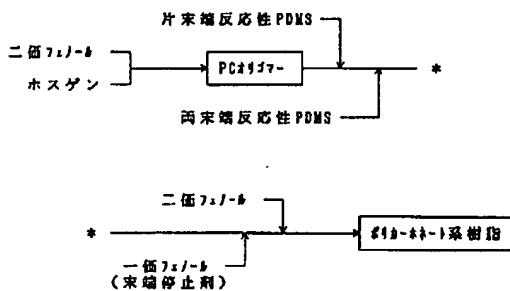 片末端反応性PDMS
二価フェノール
ホスゲン
PCオリゴマー
*
両末端反応性PDMS
二価フェノール
*
ポリカーボネート系樹脂
一価フェノール
(末端停止剤)